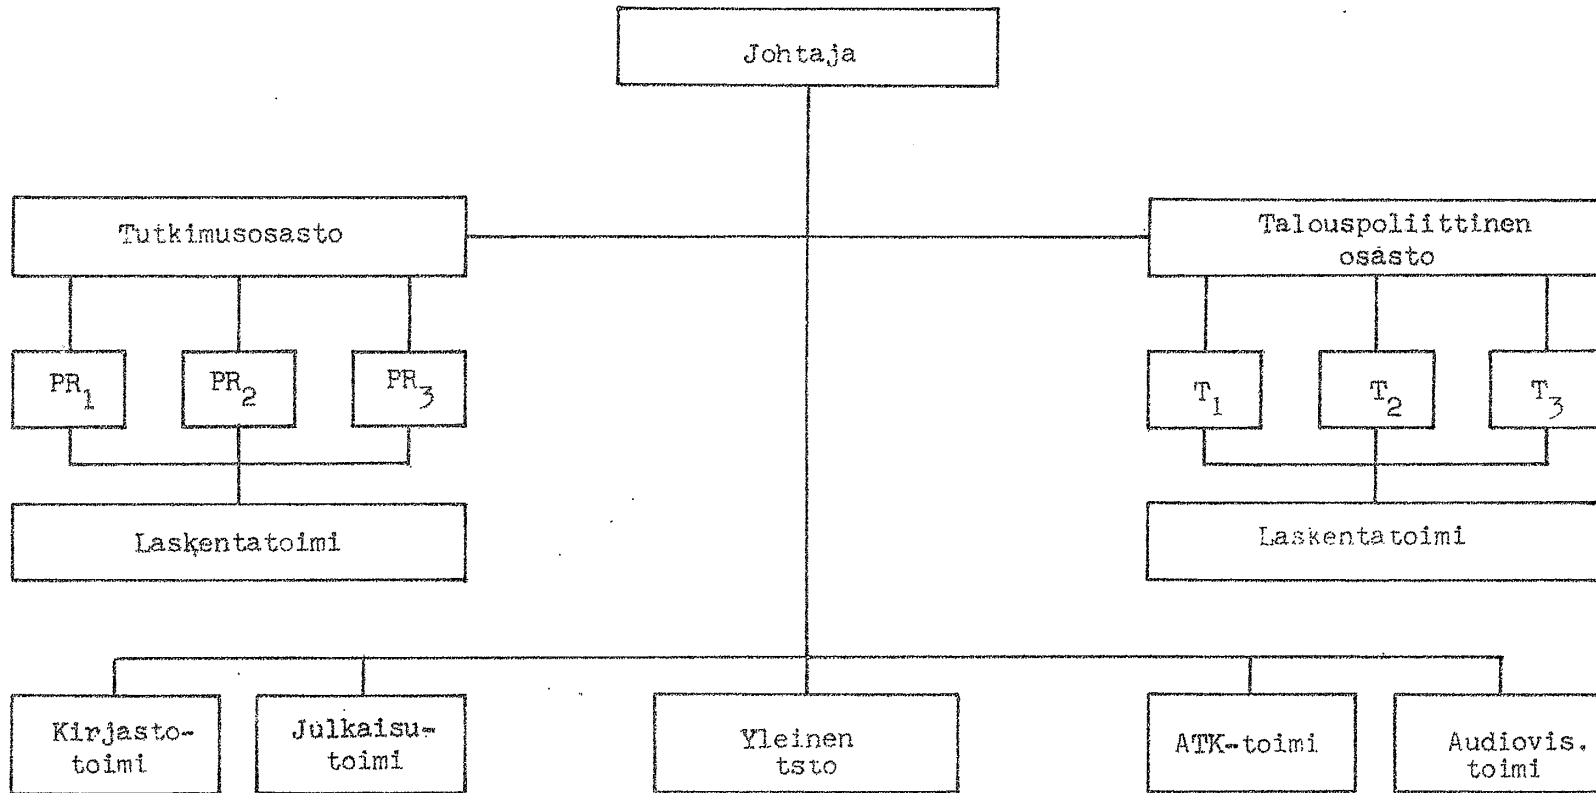 Johtaja
Tutkimusosasto
Talouspoliittinen
osasto
PR1
PR2
PR3
T1
T2
T3
Laskentatoimi
Laskentatoimi
Kirjasto-
toimi
Julkaisu-
toimi
Yleinen
tsto
ATK-toimi
Audiovis.
toimi